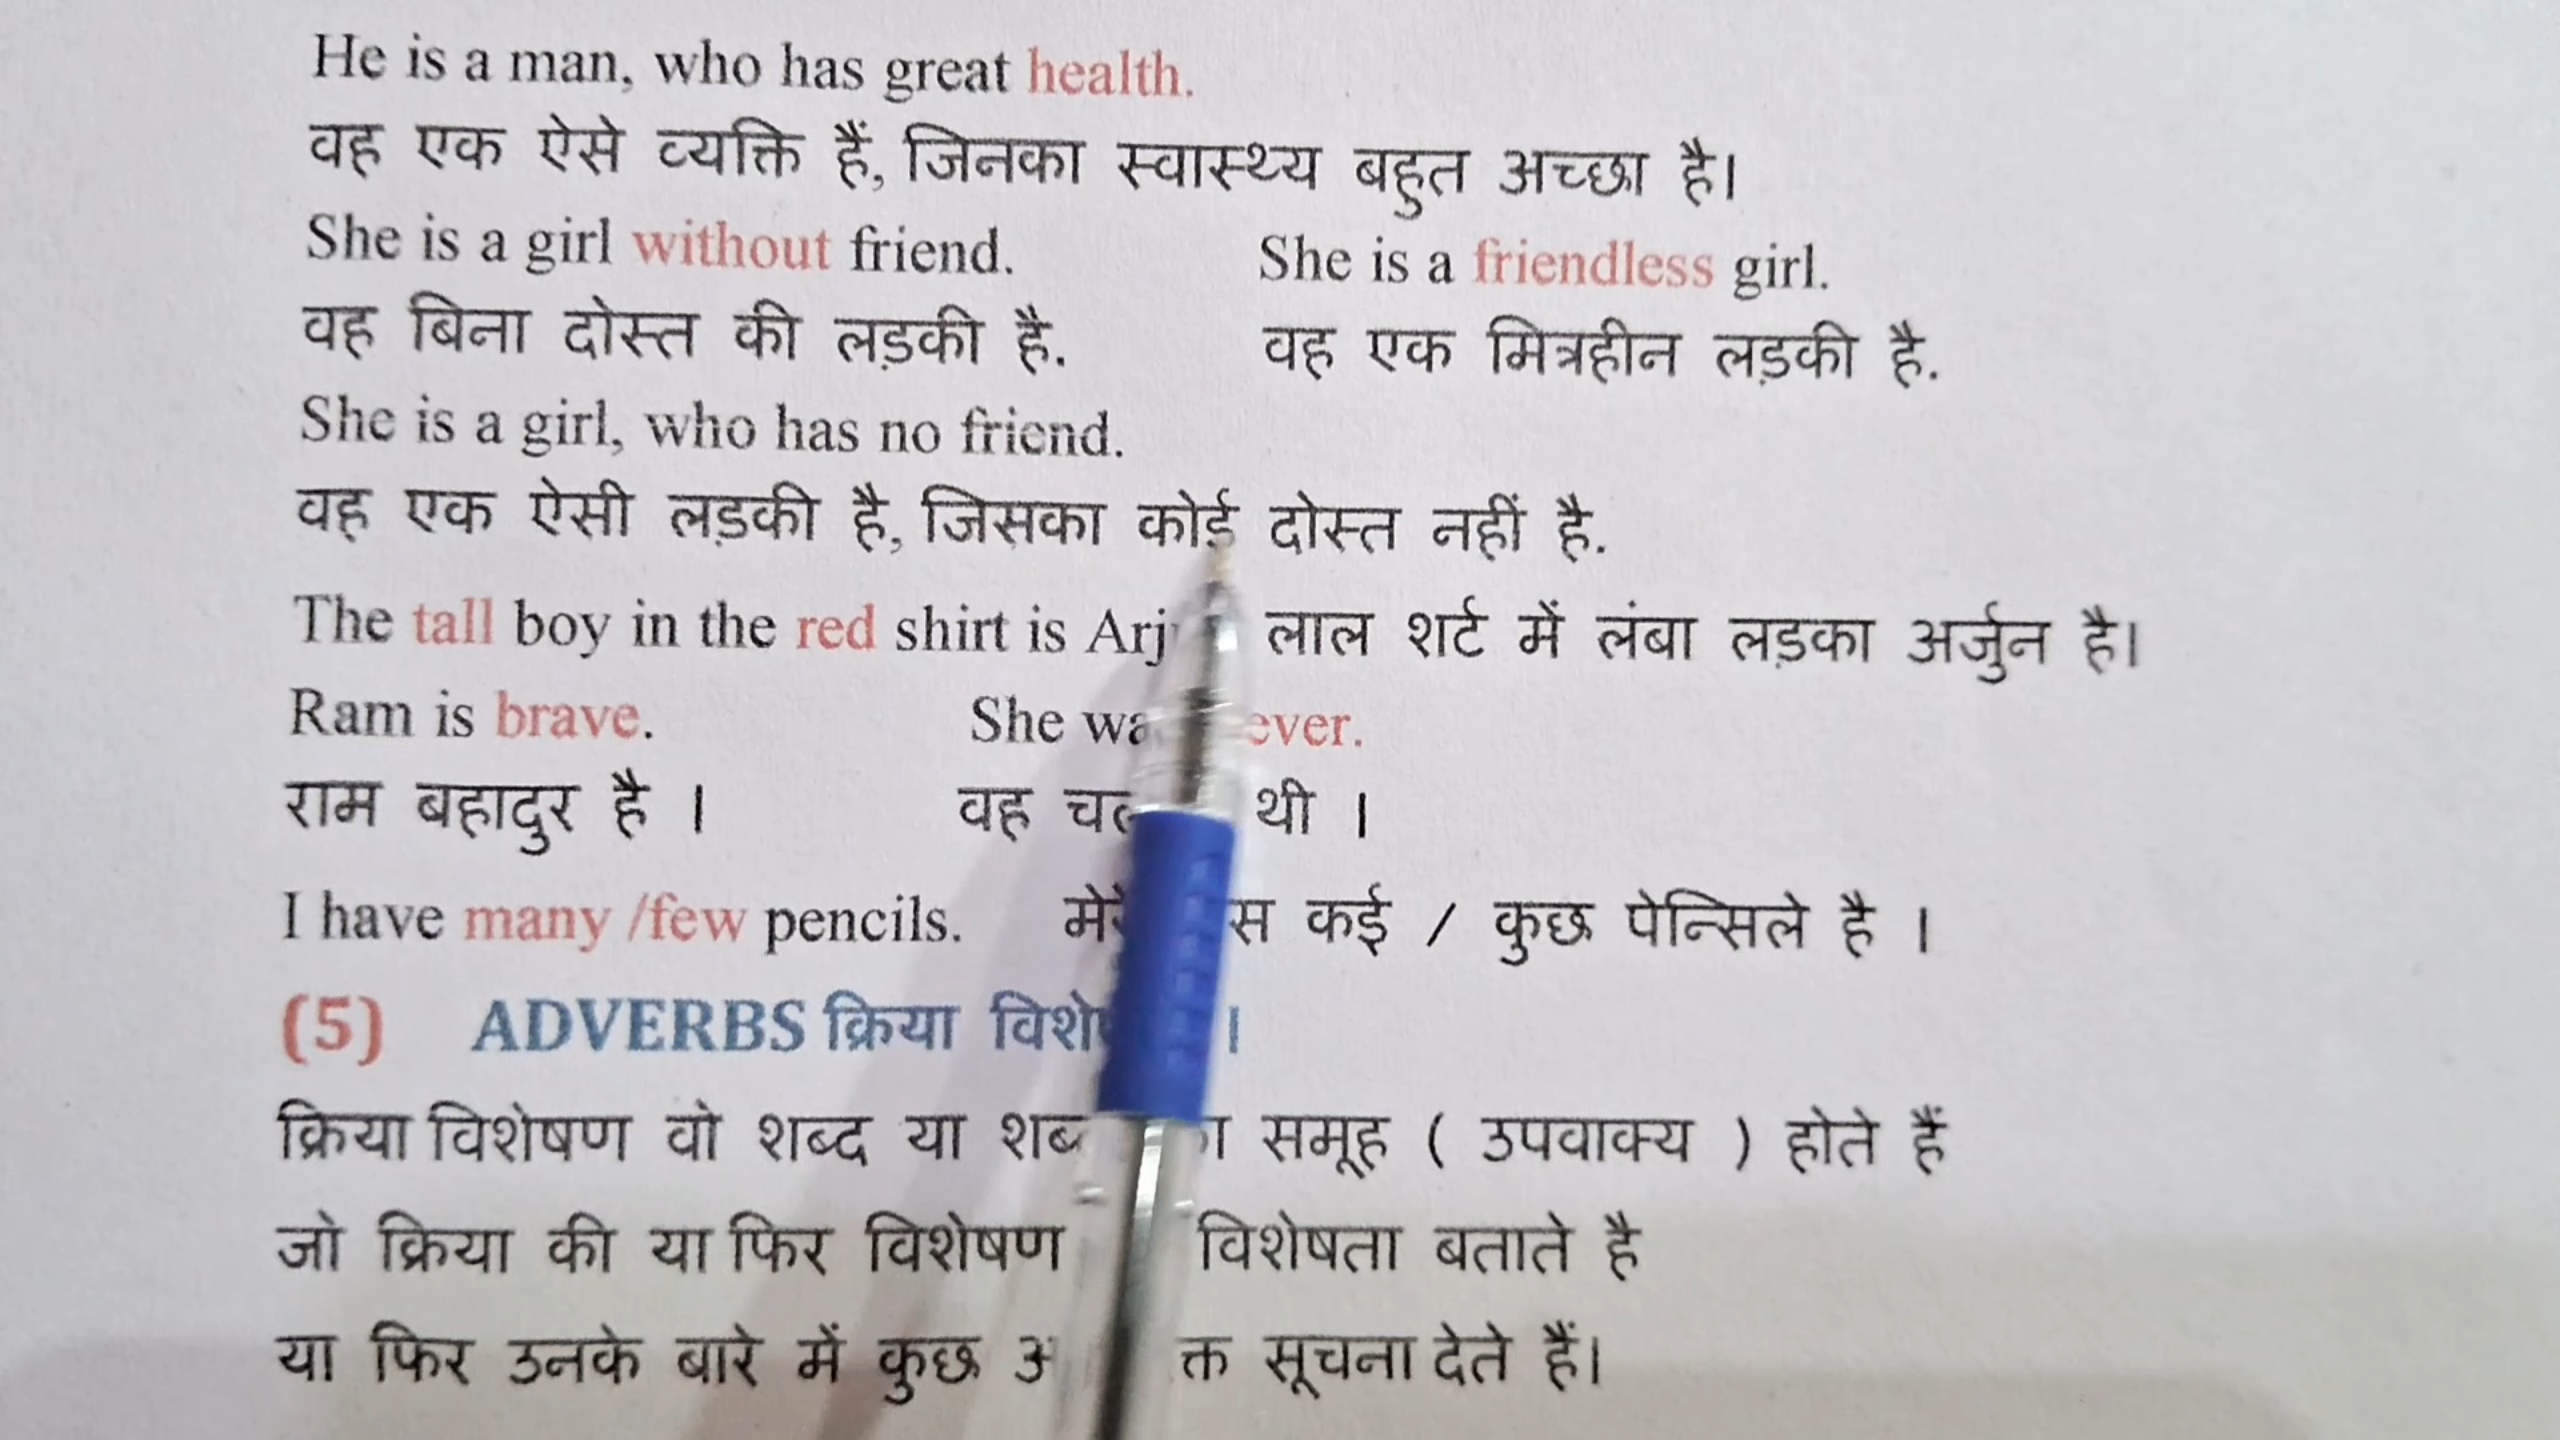 He is a man, who has great health.
वह एक ऐसे व्यक्ति हैं, जिनका स्वास्थ्य बहुत अच्छा है।
She is a girl without friend. She is a friendless girl.
वह बिना दोस्त की लड़की है. वह एक मित्रहीन लड़की है.
She is a girl, who has no friend.
वह एक ऐसी लड़की है, जिसका कोई दोस्त नहीं है.
The tall boy in the red shirt is लाल शर्ट में लंबा लड़का अर्जुन है।
Ram is brave. She
राम बहादुर है । वह थी ।
I have many /few pencils. कई / कुछ पेन्सिले है ।
(5) ADVERBS क्रिया ।
क्रिया विशेषण वो शब्द या समूह ( उपवाक्य ) होते हैं
जो क्रिया की या फिर विशेषण विशेषता बताते है
या फिर उनके बारे में कुछ सूचना देते हैं।